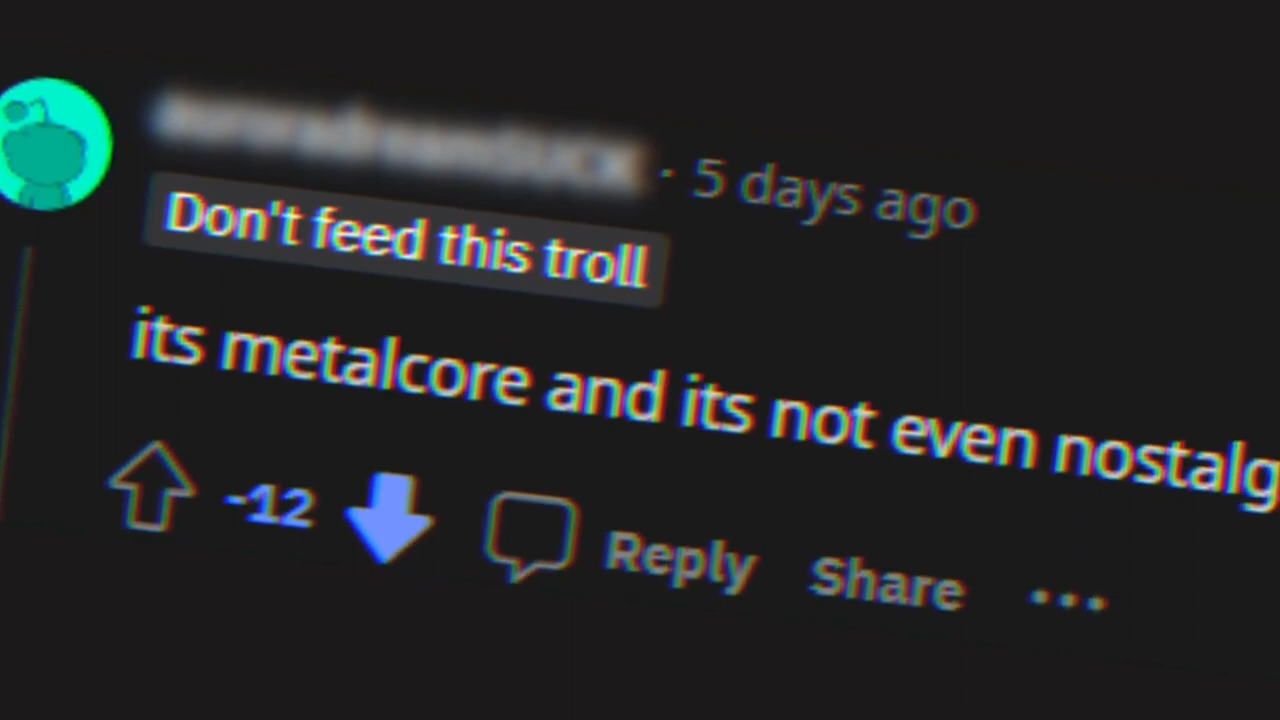 · 5 days ago
Don't feed this troll
its metalcore and its not even nostalg
-12 Reply Share ...